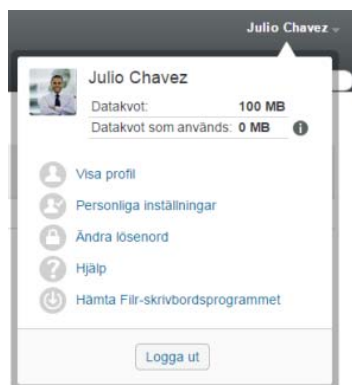 Julio Chavez
Julio Chavez
Datakvot: 100 MB
Datakvot som används: 0 MB
Visa profil
Personliga inställningar
Ändra lösenord
Hjälp
Hämta Filr-skrivbordsprogrammet
Logga ut